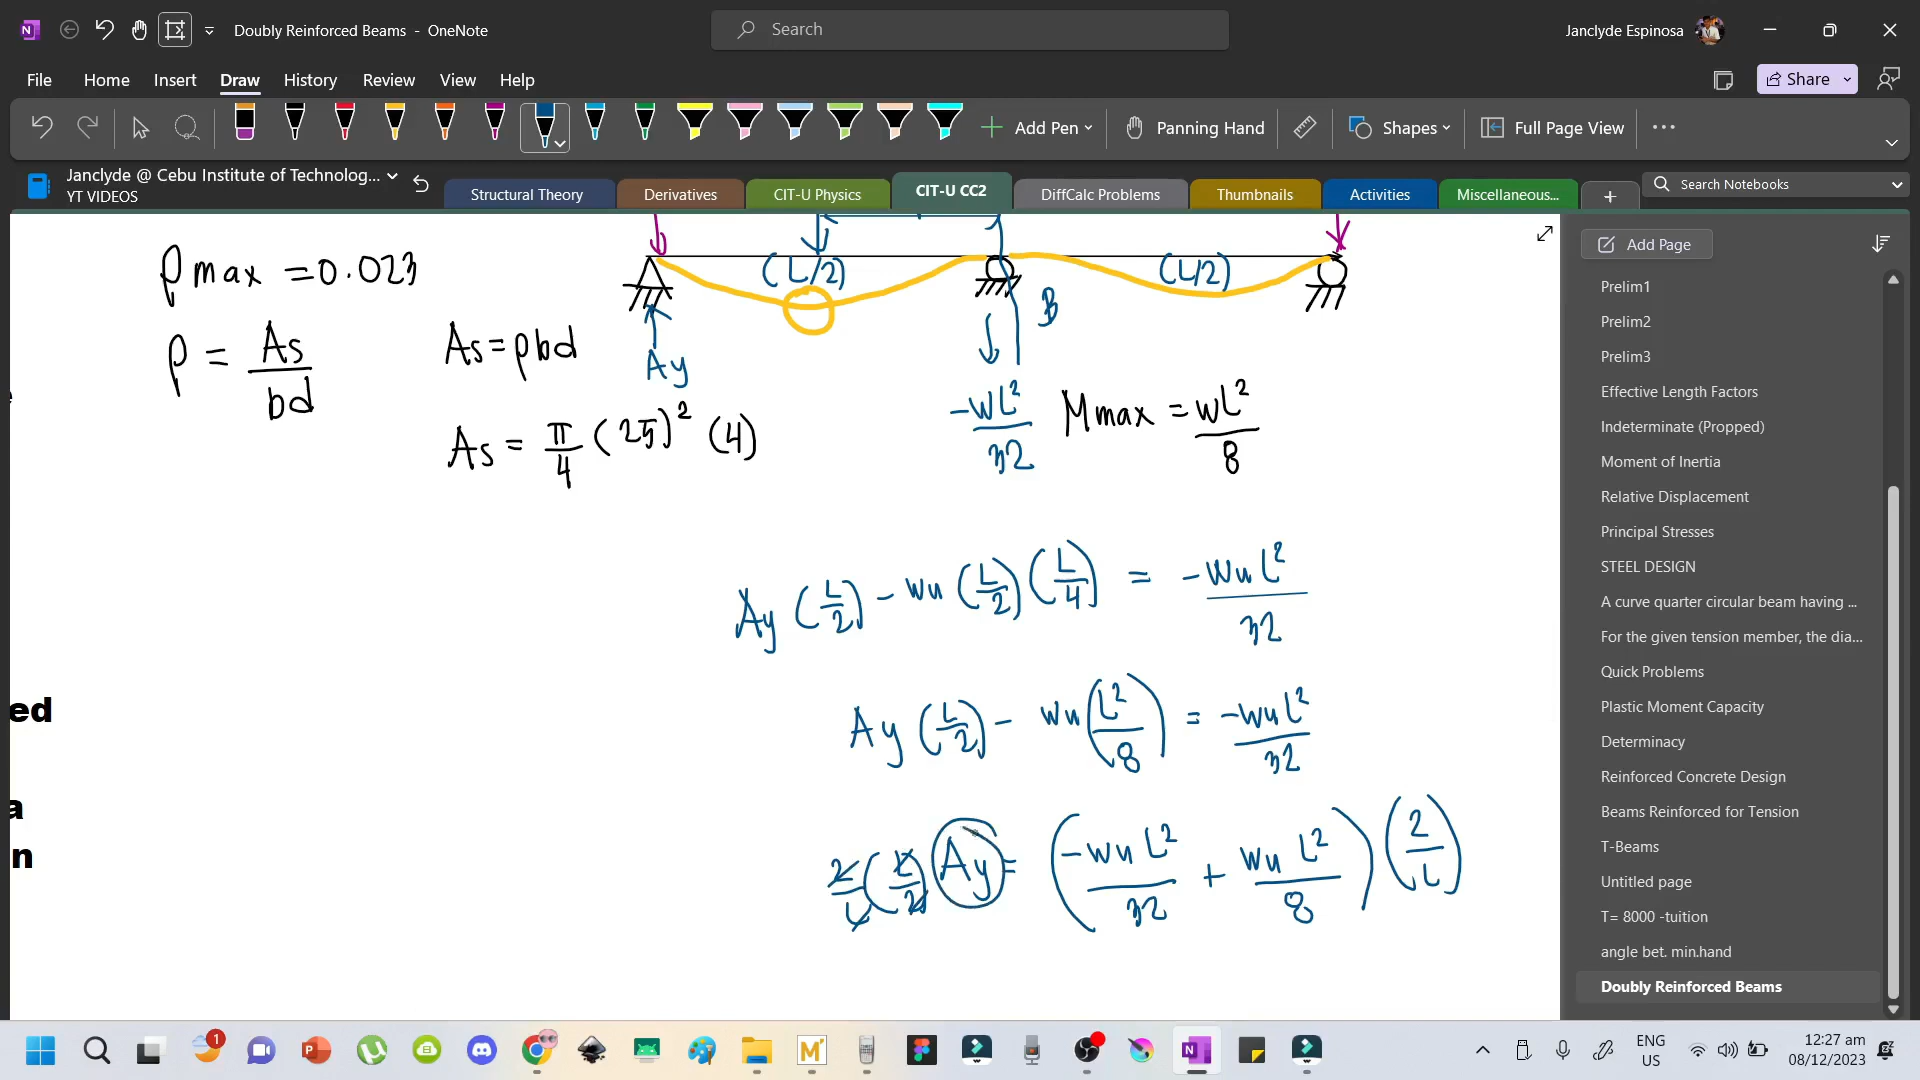 Doubly Reinforced Beams - OneNote
Search
Janclyde Espinosa
File Home Insert Draw History Review View Help
Share
Add Pen
Panning Hand
Shapes
Full Page View
Janclyde @ Cebu Institute of Technolog...
YT VIDEOS
Structural Theory
Derivatives
CIT-U Physics
CIT-U CC2
DiffCalc Problems
Thumbnails
Activities
Miscellaneous...
Search Notebooks
Add Page
Prelim1
Prelim2
Prelim3
Effective Length Factors
Indeterminate (Propped)
Moment of Inertia
Relative Displacement
Principal Stresses
STEEL DESIGN
A curve quarter circular beam having ...
For the given tension member, the dia...
Quick Problems
Plastic Moment Capacity
Determinacy
Reinforced Concrete Design
Beams Reinforced for Tension
T-Beams
Untitled page
T= 8000 -tuition
angle bet. min.hand
Doubly Reinforced Beams
ρmax = 0.023
ρ = As/bd
As = ρbd
As = π/4 (25)² (4)
(L/2)
(L/2)
Ay
B
-WL²/32
Mmax = WL²/8
Ay (L/2) - Wu (L/2)(L/4) = -WuL²/32
Ay (L/2) - Wu (L²/8) = -WuL²/32
2/L (L/2) Ay = (-WuL²/32 + WuL²/8)(2/L)
ed
a
n
1
ENG
US
12:27 am
08/12/2023